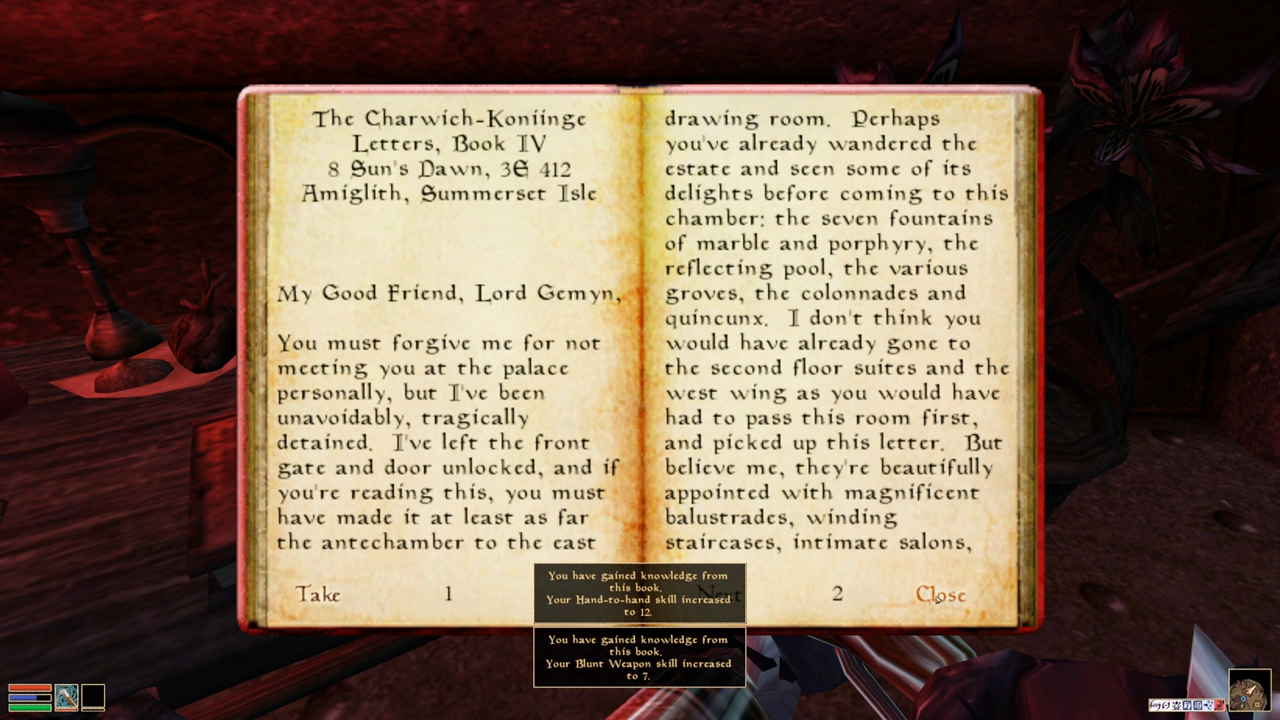 The Charwich-Koniinge
Letters, Book IV
8 Sun's Dawn, 3E 412
Amiglith, Summerset Isle
My Good Friend, Lord Gemyn,
You must forgive me for not
meeting you at the palace
personally, but I've been
unavoidably, tragically
detained.  I've left the front
gate and door unlocked, and if
you're reading this, you must
have made it at least as far
the antechamber to the east
drawing room.  Perhaps
you've already wandered the
estate and seen some of its
delights before coming to this
chamber: the seven fountains
of marble and porphyry, the
reflecting pool, the various
groves, the colonnades and
quincunx.  I don't think you
would have already gone to
the second floor suites and the
west wing as you would have
had to pass this room first,
and picked up this letter.  But
believe me, they're beautifully
appointed with magnificent
balustrades, winding
staircases, intimate salons,
Take
1
Next
2
Close
You have gained knowledge from
this book.
Your Hand-to-hand skill increased
to 12.
You have gained knowledge from
this book.
Your Blunt Weapon skill increased
to 7.